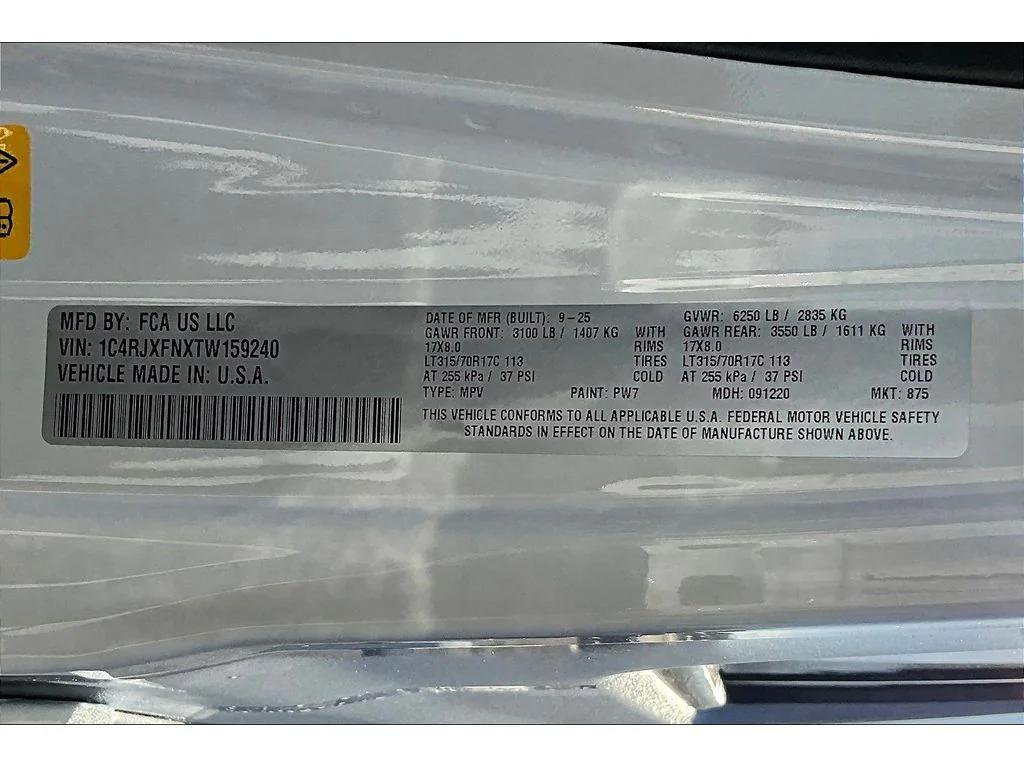 MFD BY: FCA US LLC
VIN: 1C4RJXFNXTW159240
VEHICLE MADE IN: U.S.A.
DATE OF MFR (BUILT): 9-25 GVWR: 6250 LB / 2835 KG
GAWR FRONT: 3100 LB / 1407 KG WITH GAWR REAR: 3550 LB / 1611 KG WITH
17X8.0 RIMS 17X8.0 RIMS
LT315/70R17C 113 TIRES LT315/70R17C 113 TIRES
AT 255 kPa / 37 PSI COLD AT 255 kPa / 37 PSI COLD
TYPE: MPV PAINT: PW7 MDH: 091220 MKT: 875
THIS VEHICLE CONFORMS TO ALL APPLICABLE U.S.A. FEDERAL MOTOR VEHICLE SAFETY
STANDARDS IN EFFECT ON THE DATE OF MANUFACTURE SHOWN ABOVE.